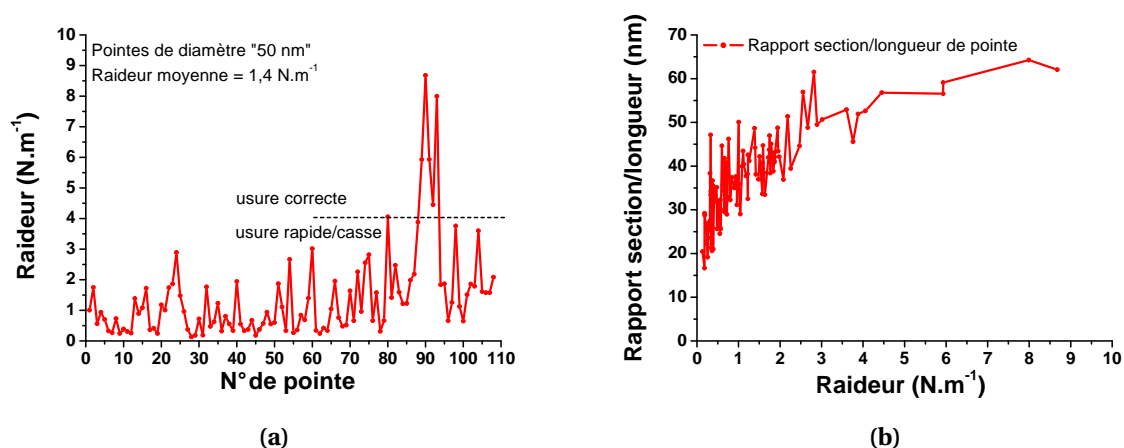 Pointes de diamètre "50 nm"
Raideur moyenne = 1,4 N.m⁻¹
usure correcte
usure rapide/casse
Raideur (N.m⁻¹)
10
9
8
7
6
5
4
3
2
1
0
0 10 20 30 40 50 60 70 80 90 100 110
N° de pointe
(a)
Rapport section/longueur de pointe
Rapport section/longueur (nm)
70
60
50
40
30
20
10
0
0 1 2 3 4 5 6 7 8 9 10
Raideur (N.m⁻¹)
(b)